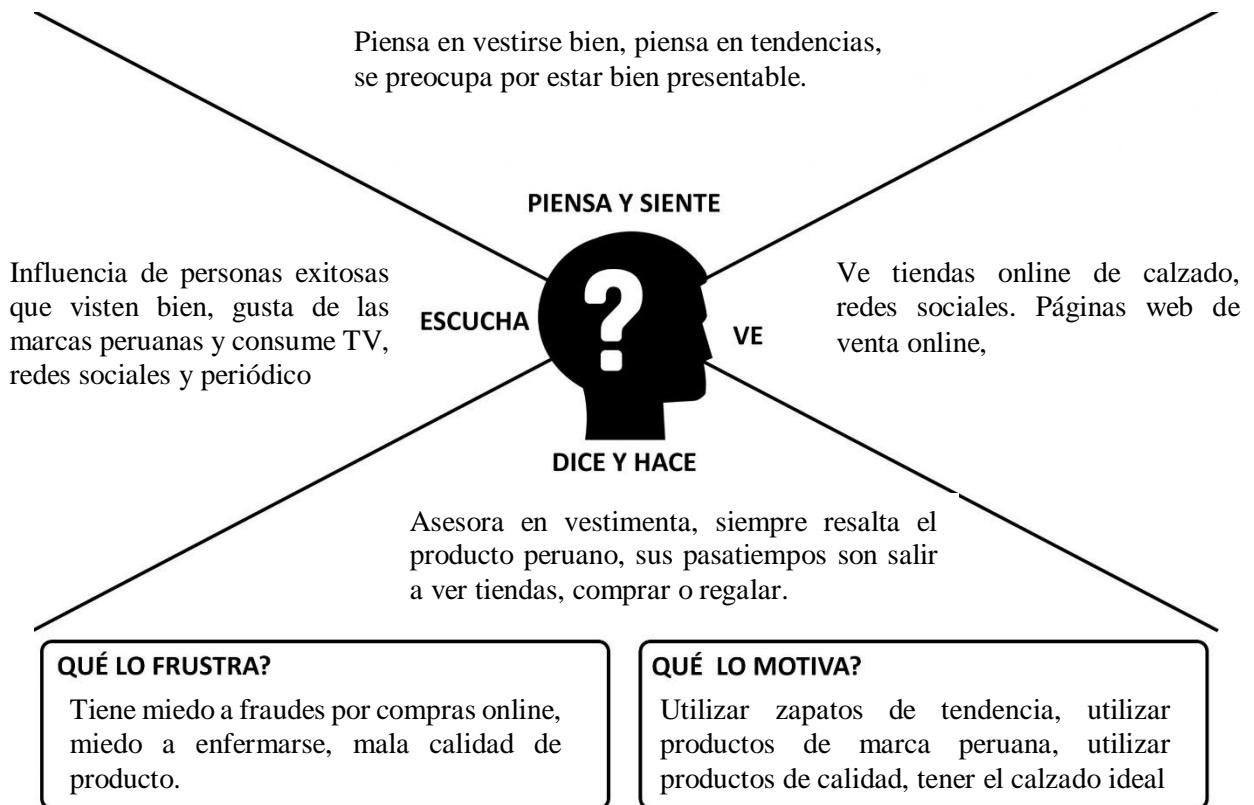 Piensa en vestirse bien, piensa en tendencias,
se preocupa por estar bien presentable.
PIENSA Y SIENTE
Influencia de personas exitosas
que visten bien, gusta de las
marcas peruanas y consume TV,
redes sociales y periódico
ESCUCHA
?
VE
Ve tiendas online de calzado,
redes sociales. Páginas web de
venta online,
DICE Y HACE
Asesora en vestimenta, siempre resalta el
producto peruano, sus pasatiempos son salir
a ver tiendas, comprar o regalar.
QUÉ LO FRUSTRA?
Tiene miedo a fraudes por compras online,
miedo a enfermarse, mala calidad de
producto.
QUÉ LO MOTIVA?
Utilizar zapatos de tendencia, utilizar
productos de marca peruana, utilizar
productos de calidad, tener el calzado ideal